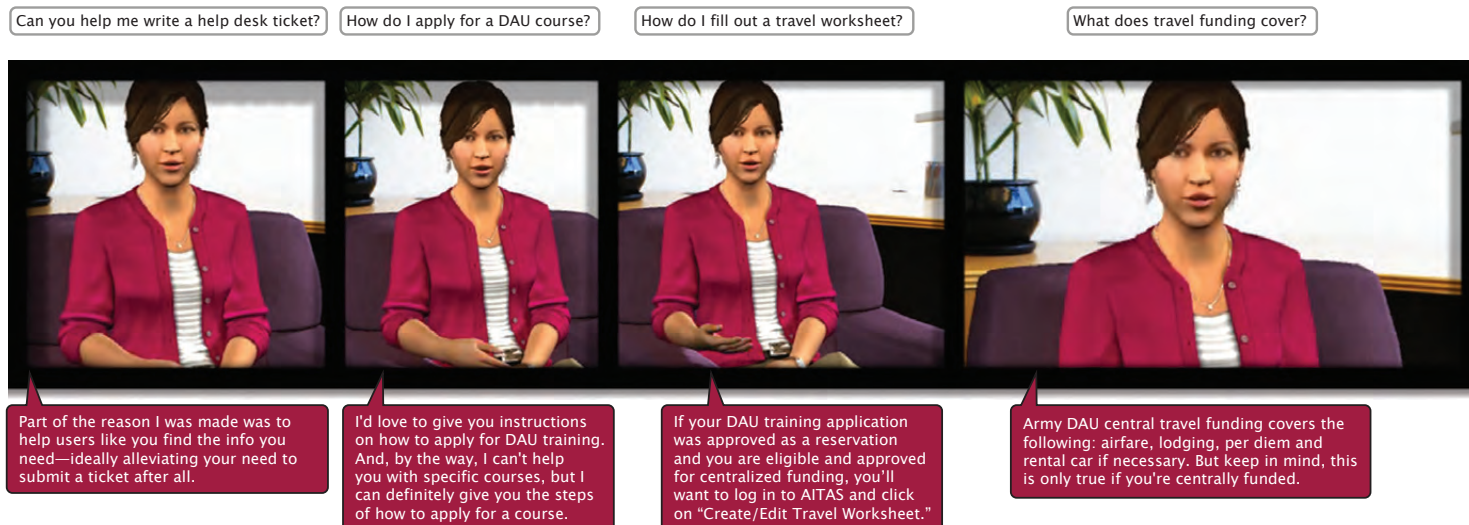 Can you help me write a help desk ticket?
How do I apply for a DAU course?
How do I fill out a travel worksheet?
What does travel funding cover?
Part of the reason I was made was to
help users like you find the info you
need—ideally alleviating your need to
submit a ticket after all.
I'd love to give you instructions
on how to apply for DAU training.
And, by the way, I can't help
you with specific courses, but I
can definitely give you the steps
of how to apply for a course.
If your DAU training application
was approved as a reservation
and you are eligible and approved
for centralized funding, you’ll
want to log in to AITAS and click
on “Create/Edit Travel Worksheet.”
Army DAU central travel funding covers the
following: airfare, lodging, per diem and
rental car if necessary. But keep in mind, this
is only true if you're centrally funded.